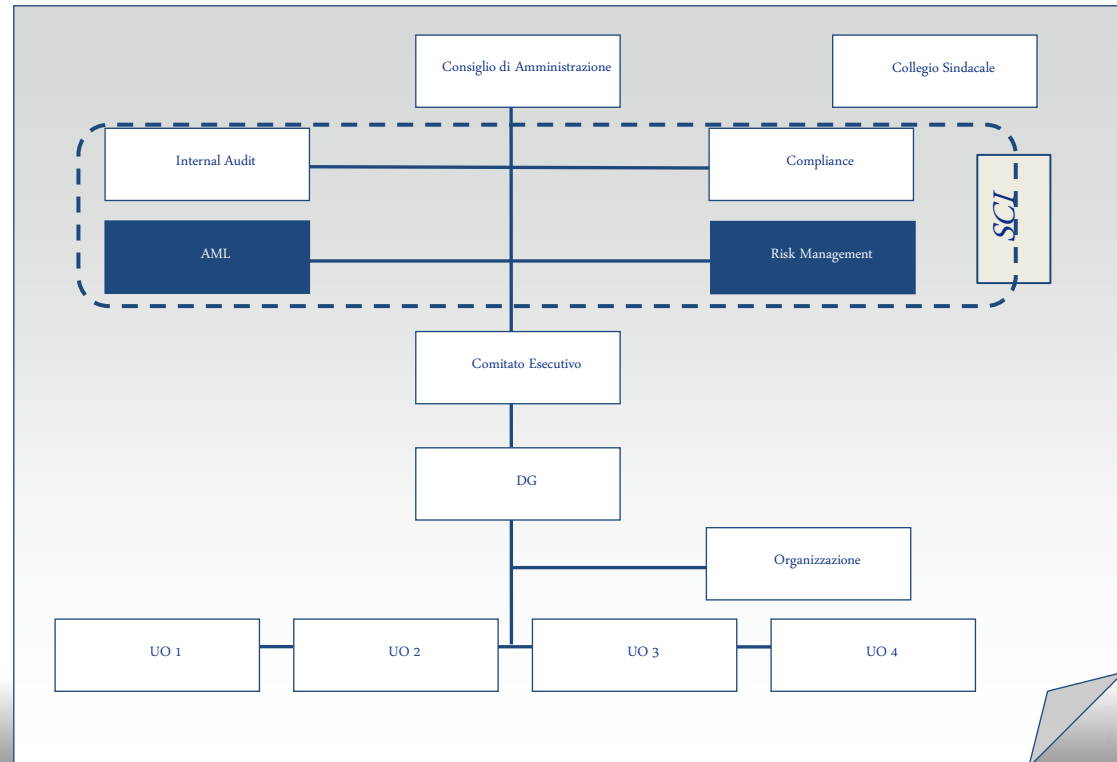 Consiglio di Amministrazione
Collegio Sindacale
Internal Audit
Compliance
SCI
AML
Risk Management
Comitato Esecutivo
DG
Organizzazione
UO 1
UO 2
UO 3
UO 4